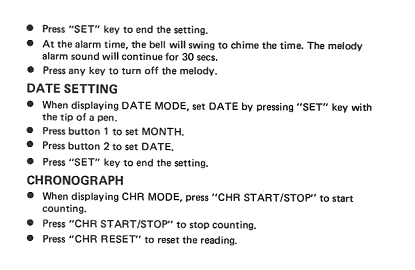 ● Press "SET" key to end the setting.
● At the alarm time, the bell will swing to chime the time. The melody
alarm sound will continue for 30 secs.
● Press any key to turn off the melody.
DATE SETTING
● When displaying DATE MODE, set DATE by pressing "SET" key with
the tip of a pen.
● Press button 1 to set MONTH.
● Press button 2 to set DATE.
● Press "SET" key to end the setting.
CHRONOGRAPH
● When displaying CHR MODE, press "CHR START/STOP" to start
counting.
● Press "CHR START/STOP" to stop counting.
● Press "CHR RESET" to reset the reading.